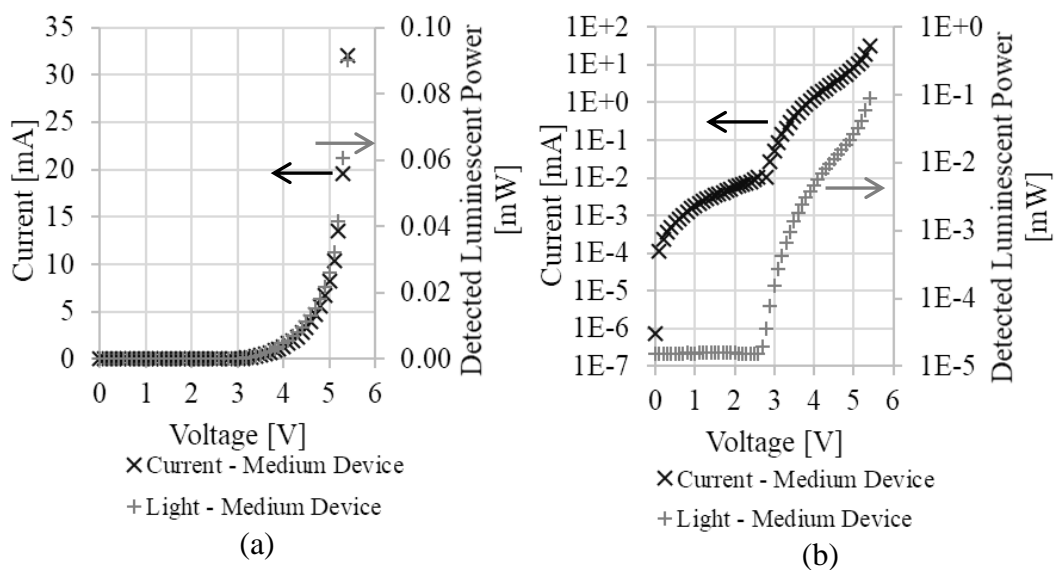 35
30
25
20
15
10
5
0
Current [mA]
0.10
0.08
0.06
0.04
0.02
0.00
Detected Luminescent Power
[mW]
0 1 2 3 4 5 6
Voltage [V]
×Current - Medium Device
+Light - Medium Device
(a)
1E+2
1E+1
1E+0
1E-1
1E-2
1E-3
1E-4
1E-5
1E-6
1E-7
Current [mA]
1E+0
1E-1
1E-2
1E-3
1E-4
1E-5
Detected Luminescent Power
[mW]
0 1 2 3 4 5 6
Voltage [V]
×Current - Medium Device
+Light - Medium Device
(b)